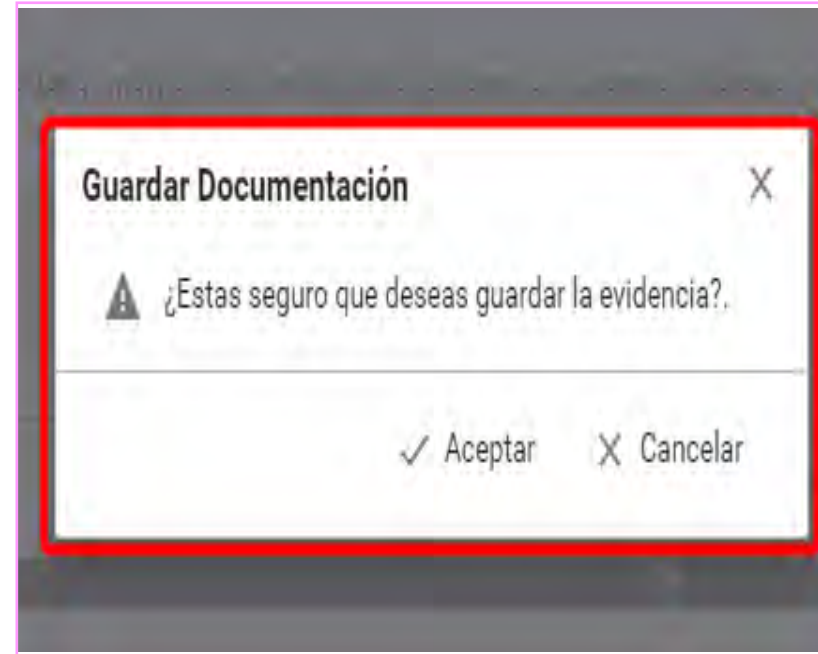 Guardar Documentación
¿Estas seguro que deseas guardar la evidencia?.
Aceptar
Cancelar